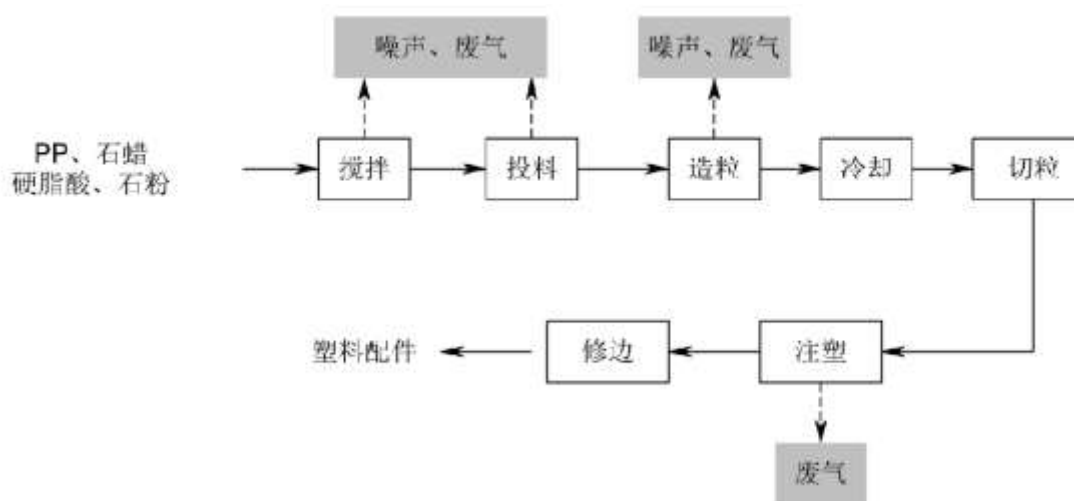 噪声、废气
噪声、废气
PP、石蜡
硬脂酸、石粉
搅拌
投料
造粒
冷却
切粒
塑料配件
修边
注塑
废气